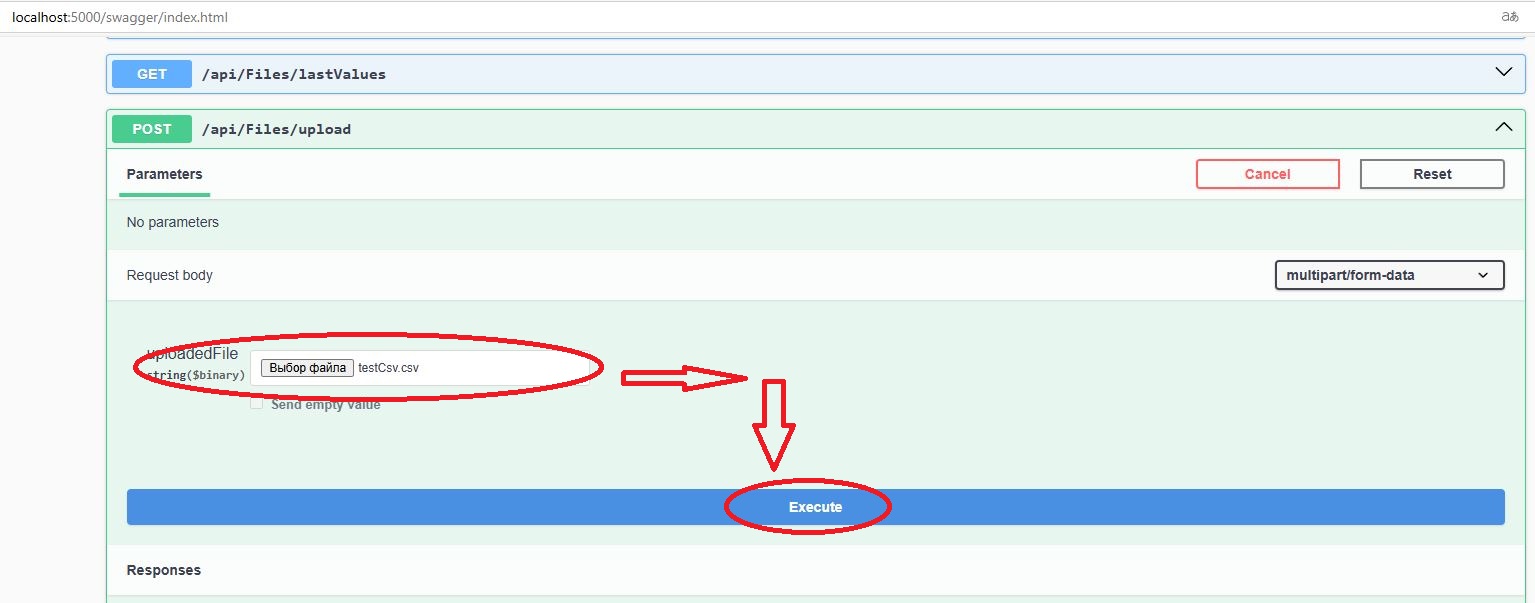 localhost:5000/swagger/index.html
GET /api/Files/lastValues
POST /api/Files/upload
Parameters Cancel Reset
No parameters
Request body multipart/form-data
uploadedFile
string($binary) Выбор файла testCsv.csv
Send empty value
Execute
Responses